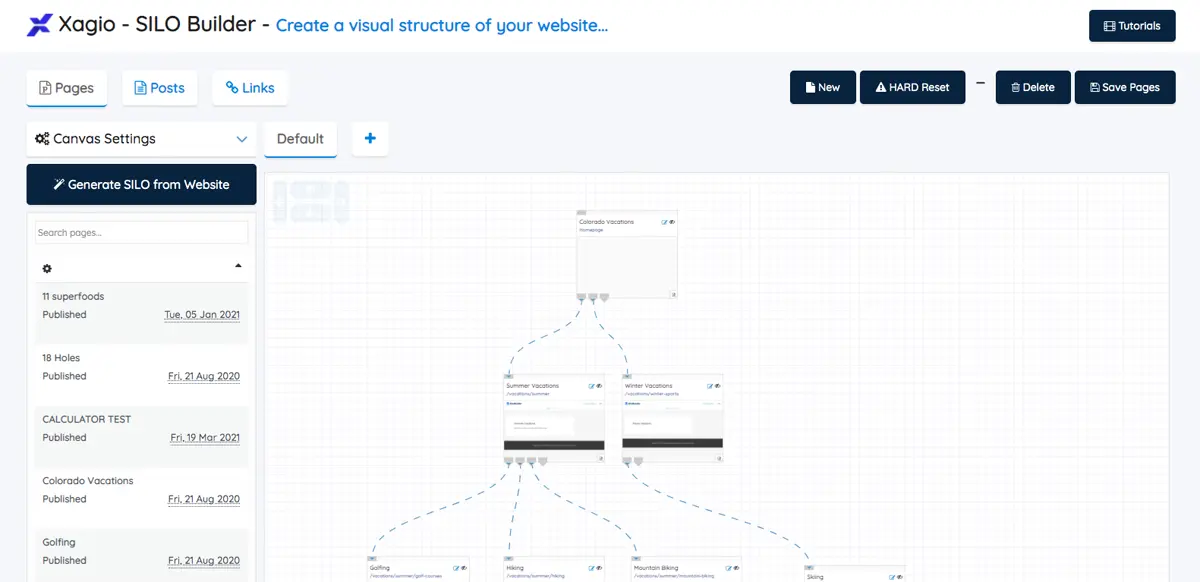 Xagio - SILO Builder - Create a visual structure of your website...
Tutorials
Pages
Posts
Links
New
HARD Reset
Delete
Save Pages
Canvas Settings
Default
Generate SILO from Website
Search pages...
11 superfoods
Published Tue, 05 Jan 2021
18 Holes
Published Fri, 21 Aug 2020
CALCULATOR TEST
Published Fri, 19 Mar 2021
Colorado Vacations
Published Fri, 21 Aug 2020
Golfing
Published Fri, 21 Aug 2020
Colorado Vacations
Homepage
Summer Vacations
/vacations/summer
Winter Vacations
/vacations/winter-sports
Golfing
/vacations/summer/golf-courses
Hiking
/vacations/summer/hiking
Mountain Biking
/vacations/summer/mountain-biking
Skiing